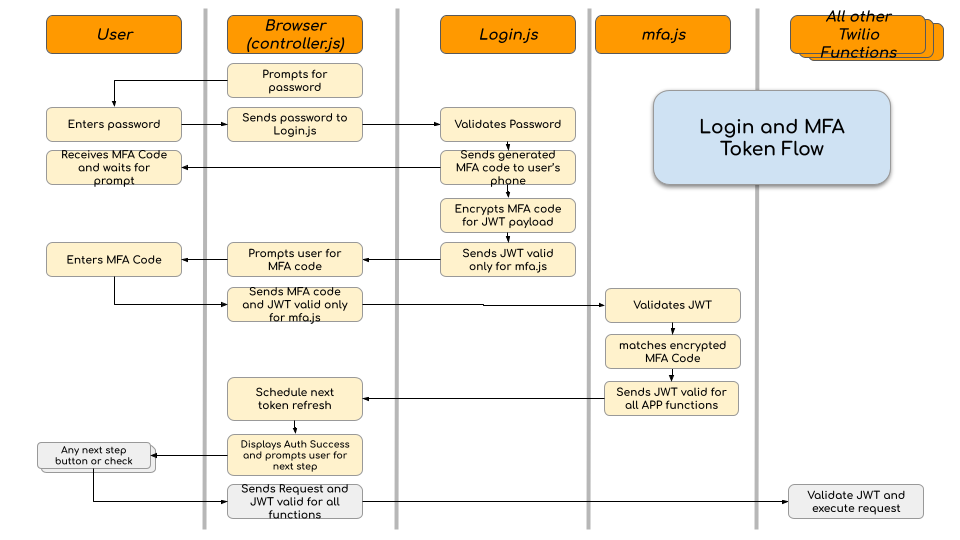 User
Browser
(controller.js)
Login.js
mfa.js
All other
Twilio
Functions
Prompts for
password
Enters password
Sends password to
Login.js
Validates Password
Login and MFA
Token Flow
Receives MFA Code
and waits for
prompt
Sends generated
MFA code to user's
phone
Encrypts MFA code
for JWT payload
Enters MFA Code
Prompts user for
MFA code
Sends JWT valid
only for mfa.js
Sends MFA code
and JWT valid only
for mfa.js
Validates JWT
matches encrypted
MFA Code
Schedule next
token refresh
Sends JWT valid for
all APP functions
Any next step
button or check
Displays Auth Success
and prompts user for
next step
Sends Request and
JWT valid for all
functions
Validate JWT and
execute request